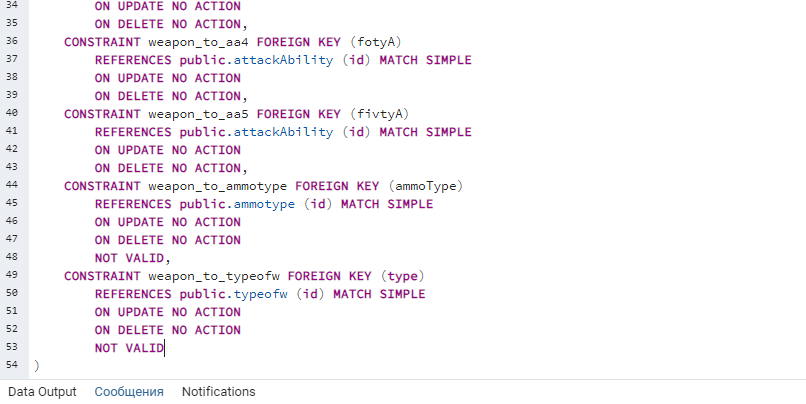 34 ON UPDATE NO ACTION
35 ON DELETE NO ACTION,
36 CONSTRAINT weapon_to_aa4 FOREIGN KEY (fotyA)
37 REFERENCES public.attackAbility (id) MATCH SIMPLE
38 ON UPDATE NO ACTION
39 ON DELETE NO ACTION,
40 CONSTRAINT weapon_to_aa5 FOREIGN KEY (fivtyA)
41 REFERENCES public.attackAbility (id) MATCH SIMPLE
42 ON UPDATE NO ACTION
43 ON DELETE NO ACTION,
44 CONSTRAINT weapon_to_ammotype FOREIGN KEY (ammoType)
45 REFERENCES public.ammotype (id) MATCH SIMPLE
46 ON UPDATE NO ACTION
47 ON DELETE NO ACTION
48 NOT VALID,
49 CONSTRAINT weapon_to_typeofw FOREIGN KEY (type)
50 REFERENCES public.typeofw (id) MATCH SIMPLE
51 ON UPDATE NO ACTION
52 ON DELETE NO ACTION
53 NOT VALID
54 )
Data Output Сообщения Notifications